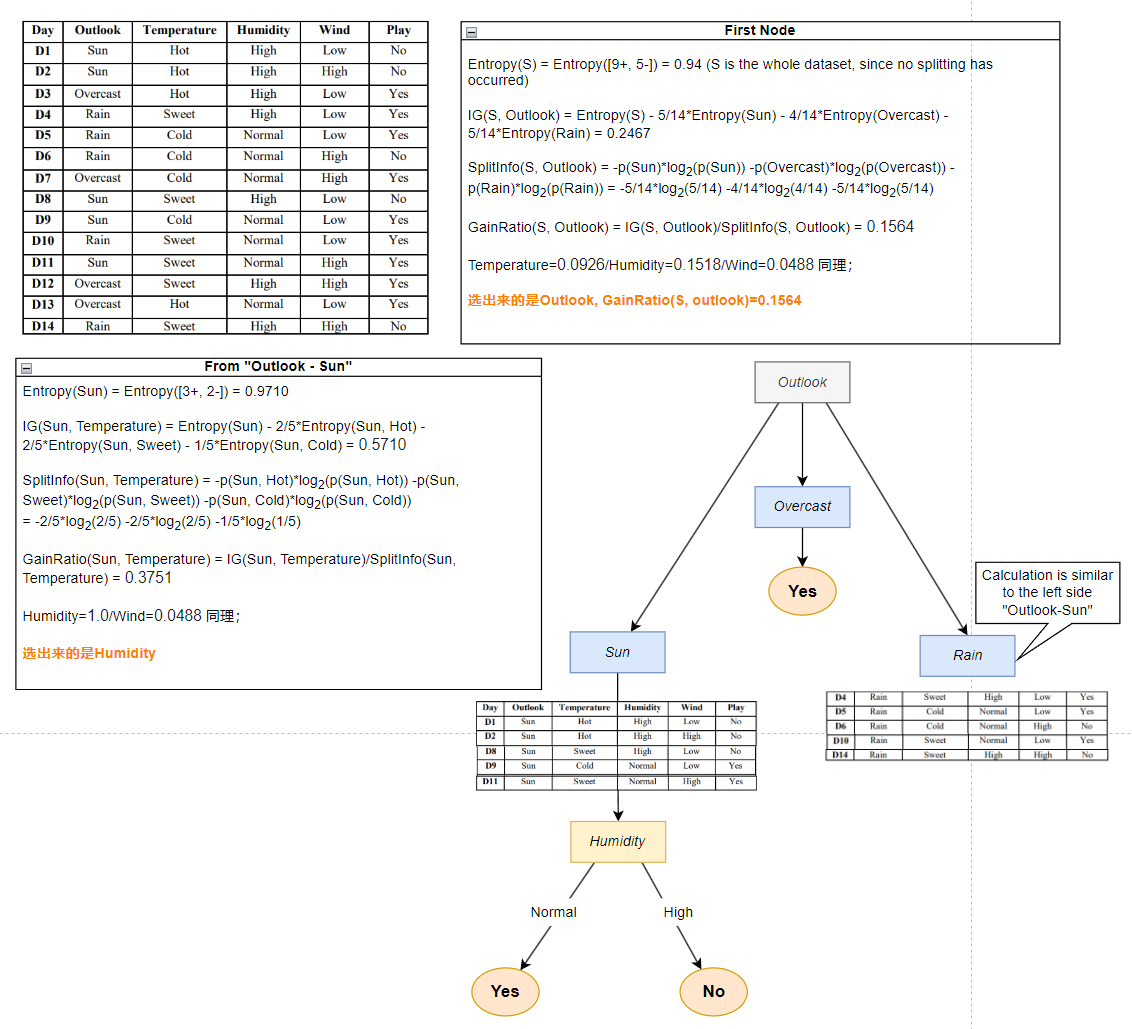 Day Outlook Temperature Humidity Wind Play
D1 Sun Hot High Low No
D2 Sun Hot High High No
D3 Overcast Hot High Low Yes
D4 Rain Sweet High Low Yes
D5 Rain Cold Normal Low Yes
D6 Rain Cold Normal High No
D7 Overcast Cold Normal High Yes
D8 Sun Sweet High Low No
D9 Sun Cold Normal Low Yes
D10 Rain Sweet Normal Low Yes
D11 Sun Sweet Normal High Yes
D12 Overcast Sweet High High Yes
D13 Overcast Hot Normal Low Yes
D14 Rain Sweet High High No
First Node
Entropy(S) = Entropy([9+, 5-]) = 0.94 (S is the whole dataset, since no splitting has
occurred)
IG(S, Outlook) = Entropy(S) - 5/14*Entropy(Sun) - 4/14*Entropy(Overcast) -
5/14*Entropy(Rain) = 0.2467
SplitInfo(S, Outlook) = -p(Sun)*log2(p(Sun)) -p(Overcast)*log2(p(Overcast)) -
p(Rain)*log2(p(Rain)) = -5/14*log2(5/14) -4/14*log2(4/14) -5/14*log2(5/14)
GainRatio(S, Outlook) = IG(S, Outlook)/SplitInfo(S, Outlook) = 0.1564
Temperature=0.0926/Humidity=0.1518/Wind=0.0488 同理；
选出来的是Outlook, GainRatio(S, outlook)=0.1564
From "Outlook - Sun"
Entropy(Sun) = Entropy([3+, 2-]) = 0.9710
IG(Sun, Temperature) = Entropy(Sun) - 2/5*Entropy(Sun, Hot) -
2/5*Entropy(Sun, Sweet) - 1/5*Entropy(Sun, Cold) = 0.5710
SplitInfo(Sun, Temperature) = -p(Sun, Hot)*log2(p(Sun, Hot)) -p(Sun,
Sweet)*log2(p(Sun, Sweet)) -p(Sun, Cold)*log2(p(Sun, Cold))
= -2/5*log2(2/5) -2/5*log2(2/5) -1/5*log2(1/5)
GainRatio(Sun, Temperature) = IG(Sun, Temperature)/SplitInfo(Sun,
Temperature) = 0.3751
Humidity=1.0/Wind=0.0488 同理；
选出来的是Humidity
Outlook
Overcast
Yes
Calculation is similar
to the left side
"Outlook-Sun"
Sun
Rain
Day Outlook Temperature Humidity Wind Play
D1 Sun Hot High Low No
D2 Sun Hot High High No
D8 Sun Sweet High Low No
D9 Sun Cold Normal Low Yes
D11 Sun Sweet Normal High Yes
D4 Rain Sweet High Low Yes
D5 Rain Cold Normal Low Yes
D6 Rain Cold Normal High No
D10 Rain Sweet Normal Low Yes
D14 Rain Sweet High High No
Humidity
Normal
High
Yes
No